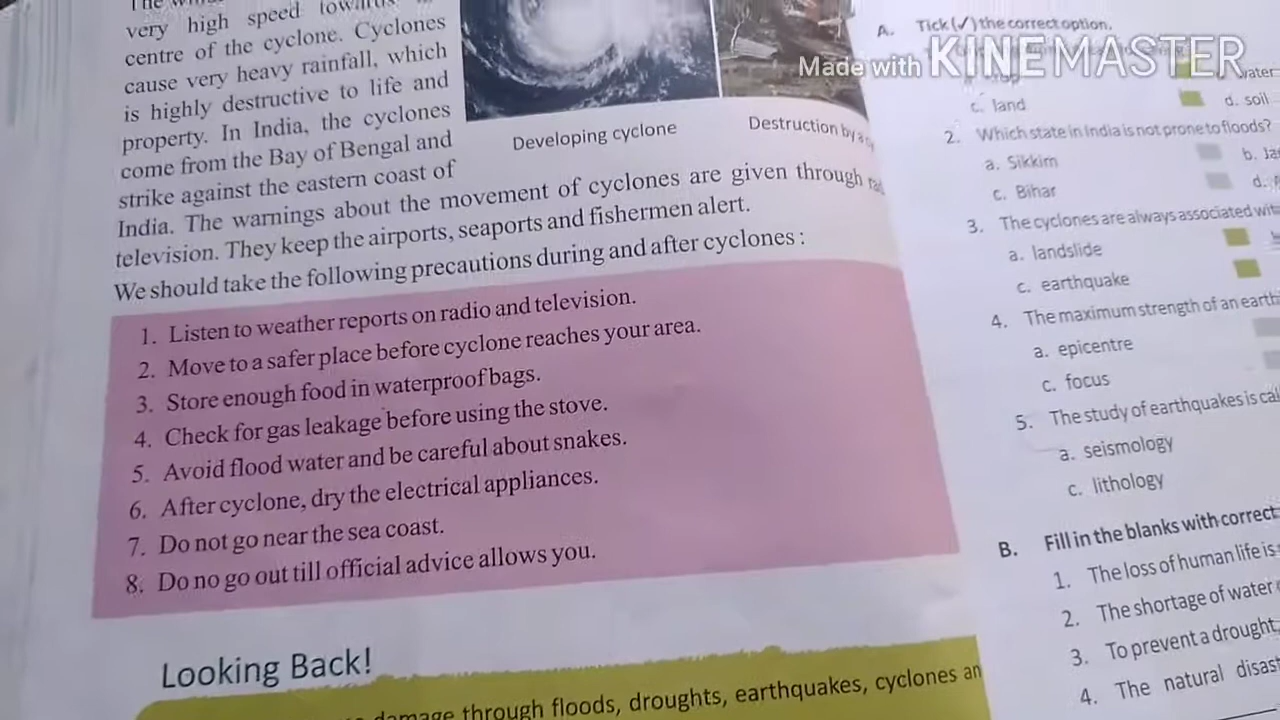 very high speed towards
centre of the cyclone. Cyclones
cause very heavy rainfall, which
is highly destructive to life and
property. In India, the cyclones
come from the Bay of Bengal and
strike against the eastern coast of
India. The warnings about the movement of cyclones are given through
television. They keep the airports, seaports and fishermen alert.
We should take the following precautions during and after cyclones :
Developing cyclone
Destruction by a
1. Listen to weather reports on radio and television.
2. Move to a safer place before cyclone reaches your area.
3. Store enough food in waterproof bags.
4. Check for gas leakage before using the stove.
5. Avoid flood water and be careful about snakes.
6. After cyclone, dry the electrical appliances.
7. Do not go near the sea coast.
8. Do no go out till official advice allows you.
Looking Back!
damage through floods, droughts, earthquakes, cyclones an
A. Tick (✓) the correct option.
Made with KINEMASTER
c. land
d. soil
2. Which state in India is not prone to floods?
a. Sikkim
b.
c. Bihar
d.
3. The cyclones are always associated
a. landslide
c. earthquake
4. The maximum strength of an
a. epicentre
c. focus
5. The study of earthquakes is
a. seismology
c. lithology
B. Fill in the blanks with correct
1. The loss of human life is
2. The shortage of water
3. To prevent a drought,
4. The natural